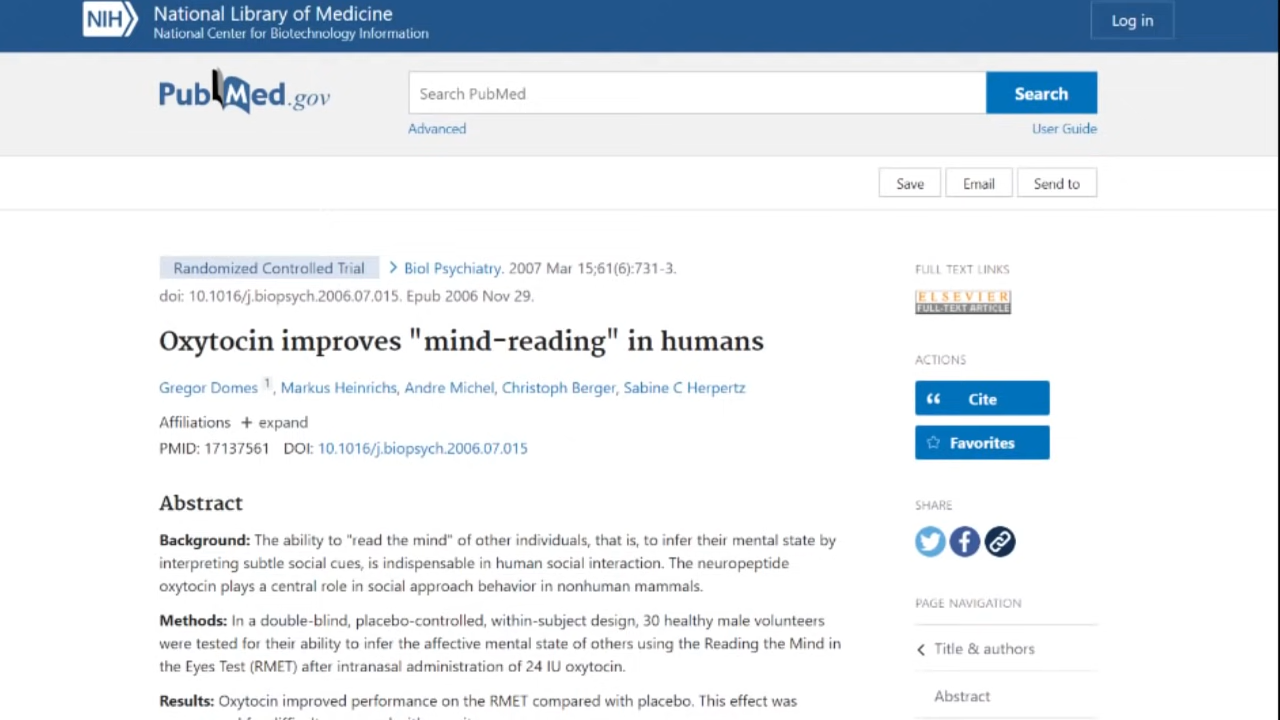 NIH National Library of Medicine
National Center for Biotechnology Information
Log in
PubMed.gov
Search PubMed
Search
Advanced
User Guide
Save
Email
Send to
Randomized Controlled Trial > Biol Psychiatry. 2007 Mar 15;61(6):731-3.
doi: 10.1016/j.biopsych.2006.07.015. Epub 2006 Nov 29.
Oxytocin improves "mind-reading" in humans
Gregor Domes 1, Markus Heinrichs, Andre Michel, Christoph Berger, Sabine C Herpertz
Affiliations + expand
PMID: 17137561 DOI: 10.1016/j.biopsych.2006.07.015
Abstract
Background: The ability to "read the mind" of other individuals, that is, to infer their mental state by
interpreting subtle social cues, is indispensable in human social interaction. The neuropeptide
oxytocin plays a central role in social approach behavior in nonhuman mammals.
Methods: In a double-blind, placebo-controlled, within-subject design, 30 healthy male volunteers
were tested for their ability to infer the affective mental state of others using the Reading the Mind in
the Eyes Test (RMET) after intranasal administration of 24 IU oxytocin.
Results: Oxytocin improved performance on the RMET compared with placebo. This effect was
FULL TEXT LINKS
ELSEVIER
FULL-TEXT ARTICLE
ACTIONS
Cite
Favorites
SHARE
PAGE NAVIGATION
< Title & authors
Abstract